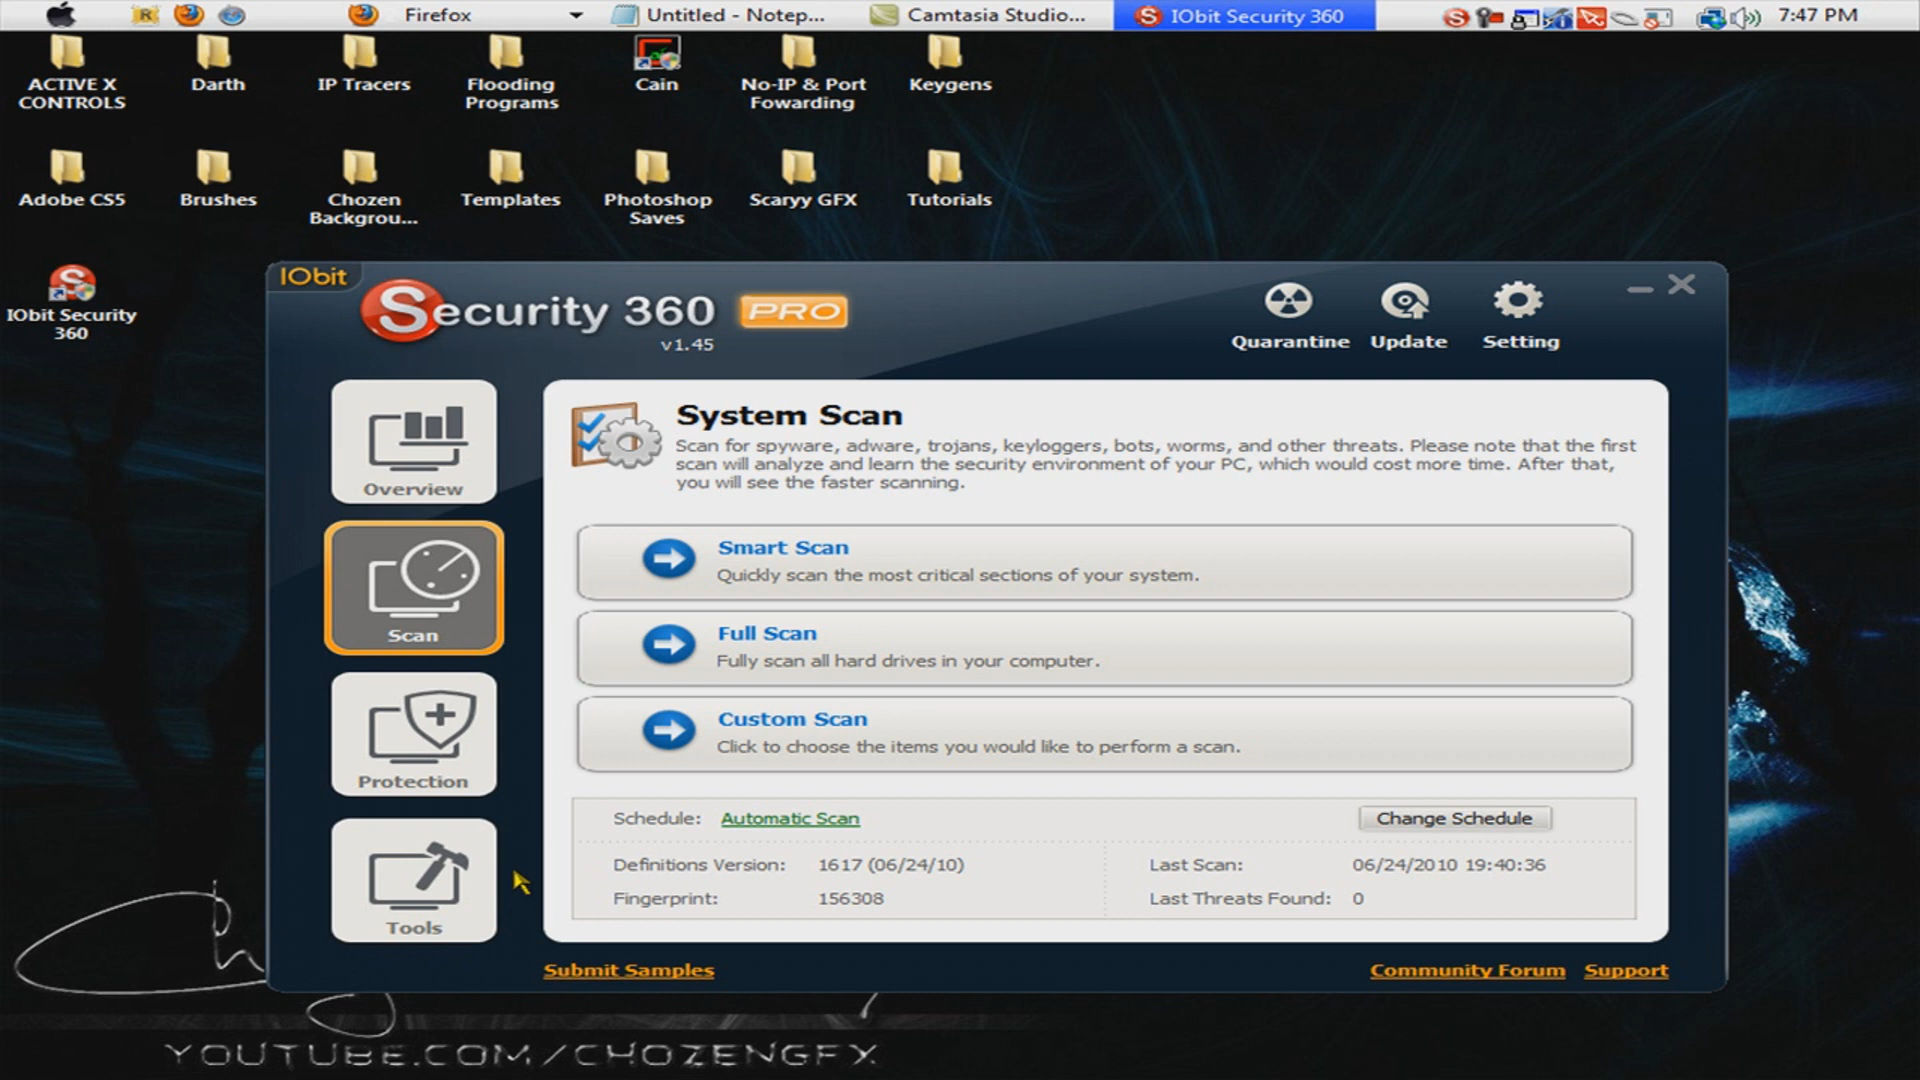 Firefox Untitled - Notep... Camtasia Studio... IObit Security 360 7:47 PM
ACTIVE X CONTROLS
Darth
IP Tracers
Flooding Programs
Cain
No-IP & Port Fowarding
Keygens
Adobe CS5
Brushes
Chozen Backgrou...
Templates
Photoshop Saves
Scaryy GFX
Tutorials
IObit Security 360
IObit
Security 360 PRO
v1.45
Quarantine Update Setting
Overview
Scan
Protection
Tools
System Scan
Scan for spyware, adware, trojans, keyloggers, bots, worms, and other threats. Please note that the first
scan will analyze and learn the security environment of your PC, which would cost more time. After that,
you will see the faster scanning.
Smart Scan
Quickly scan the most critical sections of your system.
Full Scan
Fully scan all hard drives in your computer.
Custom Scan
Click to choose the items you would like to perform a scan.
Schedule: Automatic Scan Change Schedule
Definitions Version: 1617 (06/24/10) Last Scan: 06/24/2010 19:40:36
Fingerprint: 156308 Last Threats Found: 0
Submit Samples Community Forum Support
YOUTUBE.COM/CHOZENGFX